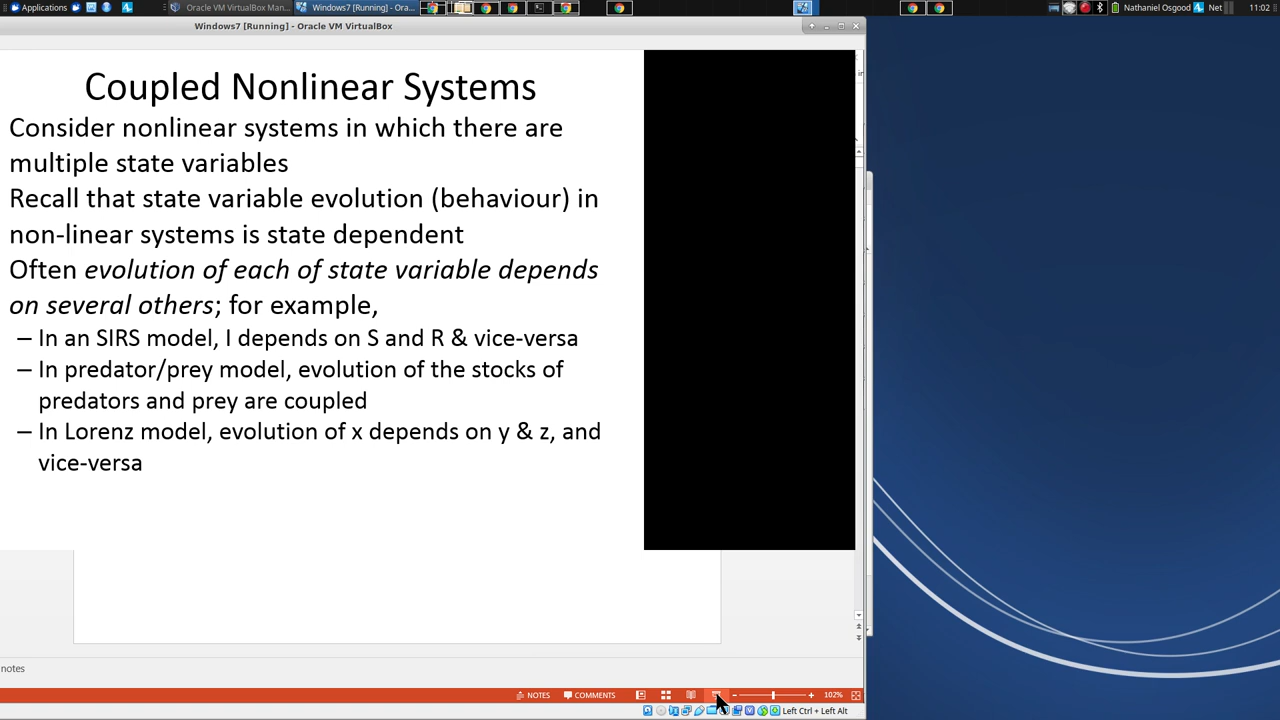 Applications
Oracle VM VirtualBox Man...
Windows7 [Running] - Ora...
Nathaniel Osgood
Net
11:02
Windows7 [Running] - Oracle VM VirtualBox
Coupled Nonlinear Systems
Consider nonlinear systems in which there are
multiple state variables
Recall that state variable evolution (behaviour) in
non-linear systems is state dependent
Often evolution of each of state variable depends
on several others; for example,
– In an SIRS model, I depends on S and R & vice-versa
– In predator/prey model, evolution of the stocks of
predators and prey are coupled
– In Lorenz model, evolution of x depends on y & z, and
vice-versa
notes
NOTES
COMMENTS
102%
Left Ctrl + Left Alt